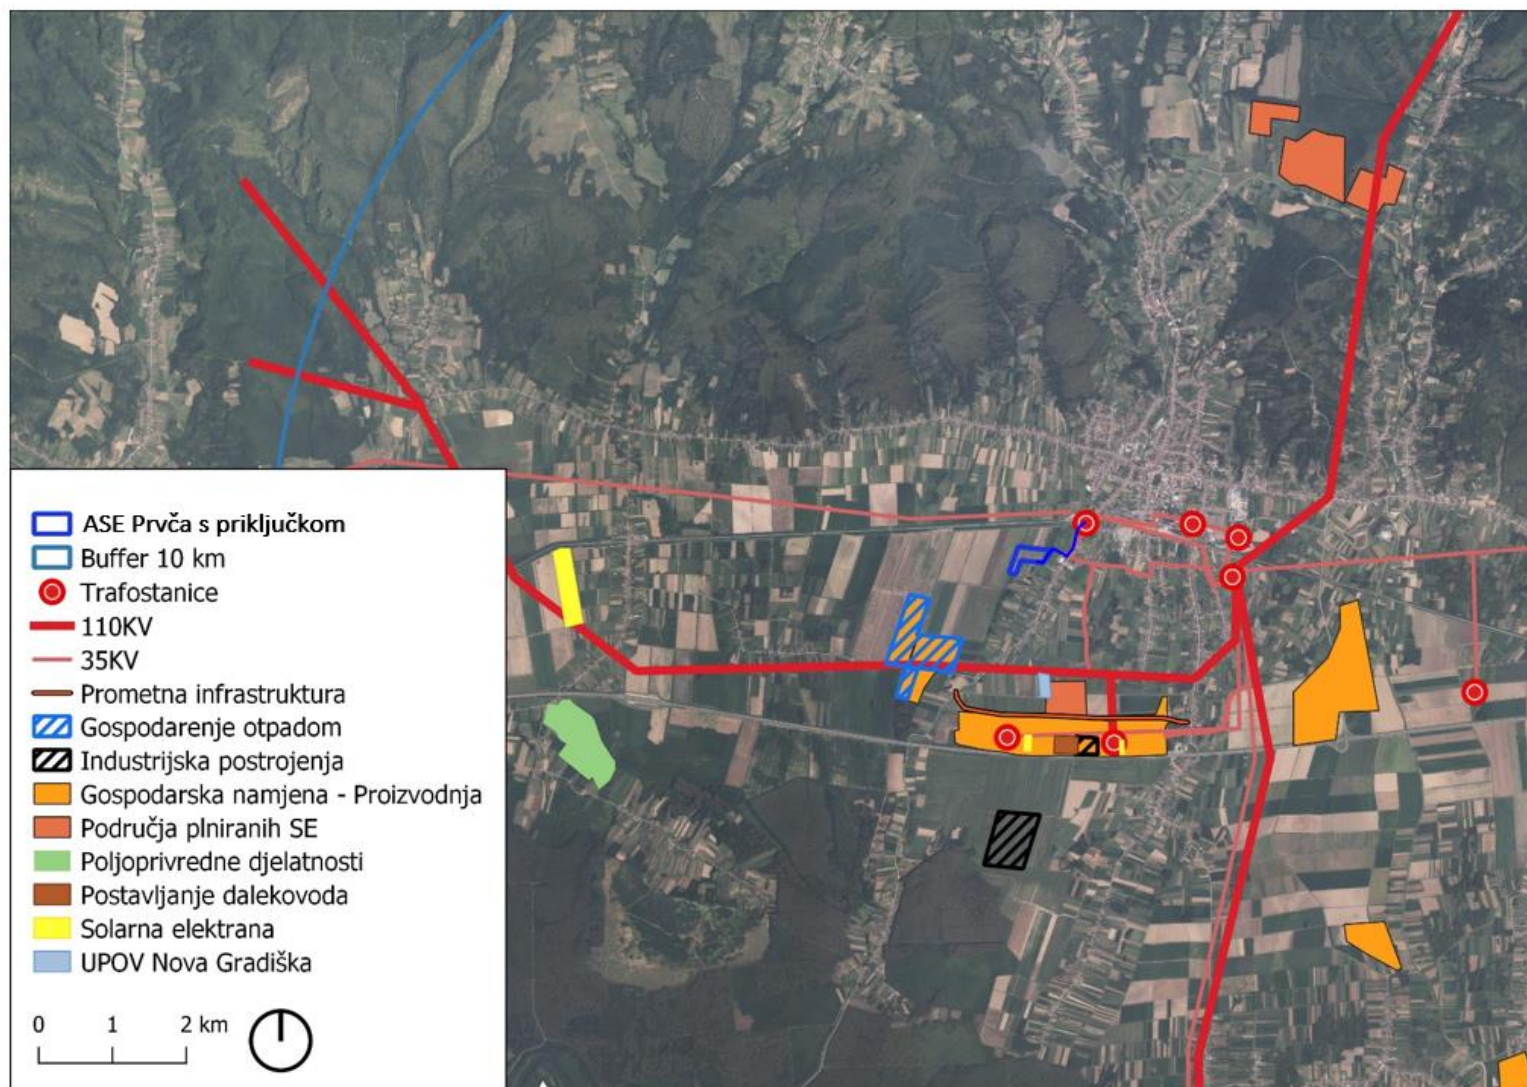 ASE Prvča s priključkom
Buffer 10 km
Trafostanice
110KV
35KV
Prometna infrastruktura
Gospodarenje otpadom
Industrijska postrojenja
Gospodarska namjena - Proizvodnja
Područja plniranih SE
Poljoprivredne djelatnosti
Postavljanje dalekovoda
Solarna elektrana
UPOV Nova Gradiška
0 1 2 km